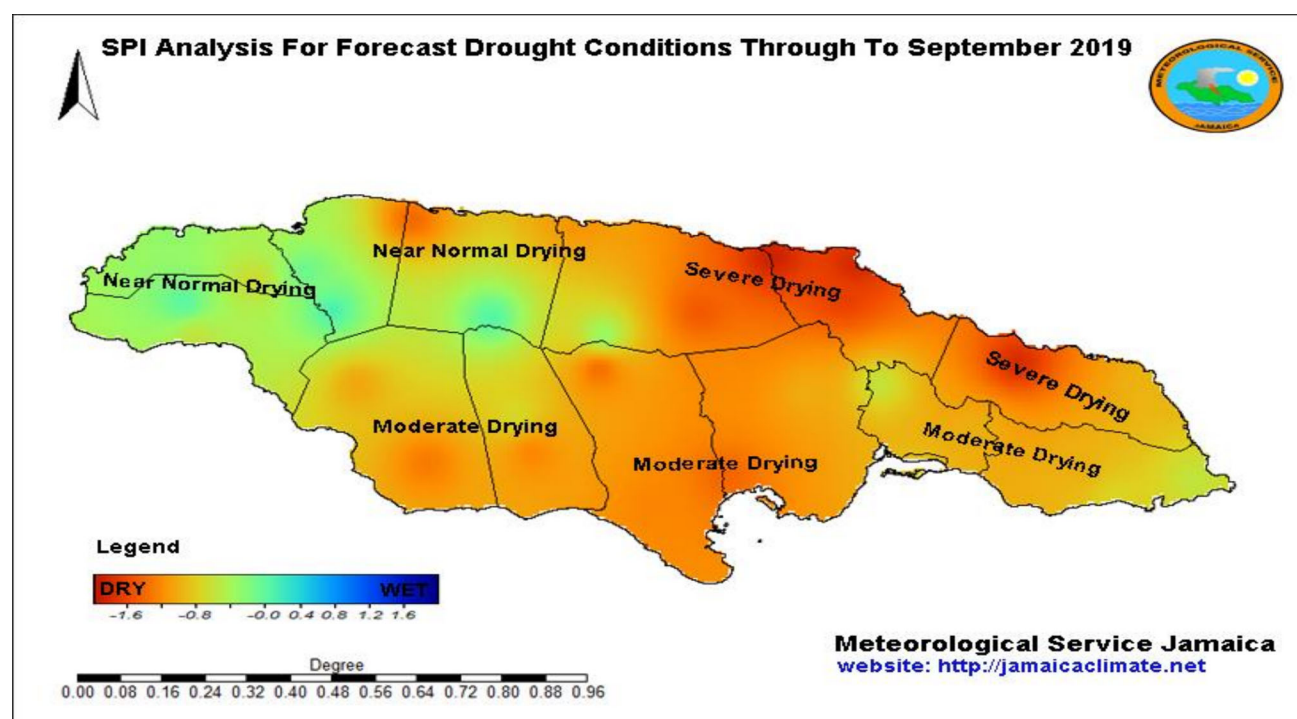 SPI Analysis For Forecast Drought Conditions Through To September 2019
METEOROLOGICAL SERVICE
JAMAICA
Near Normal Drying
Near Normal Drying
Severe Drying
Severe Drying
Moderate Drying
Moderate Drying
Moderate Drying
Legend
DRY WET
-1.6 -0.8 -0.0 0.4 0.8 1.2 1.6
Degree
0.00 0.08 0.16 0.24 0.32 0.40 0.48 0.56 0.64 0.72 0.80 0.88 0.96
Meteorological Service Jamaica
website: http://jamaicaclimate.net